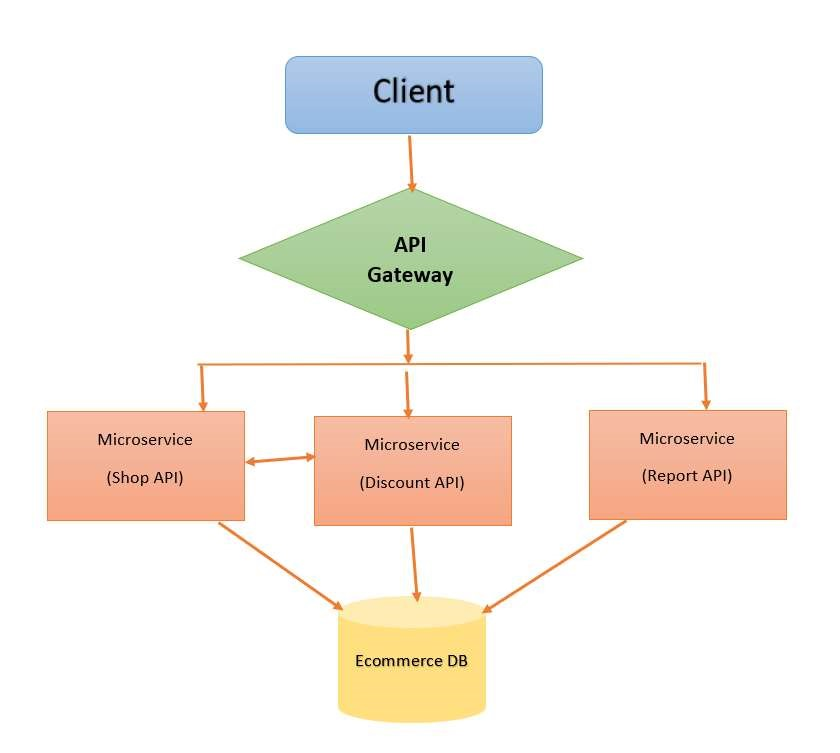 Client
API
Gateway
Microservice
(Shop API)
Microservice
(Discount API)
Microservice
(Report API)
Ecommerce DB